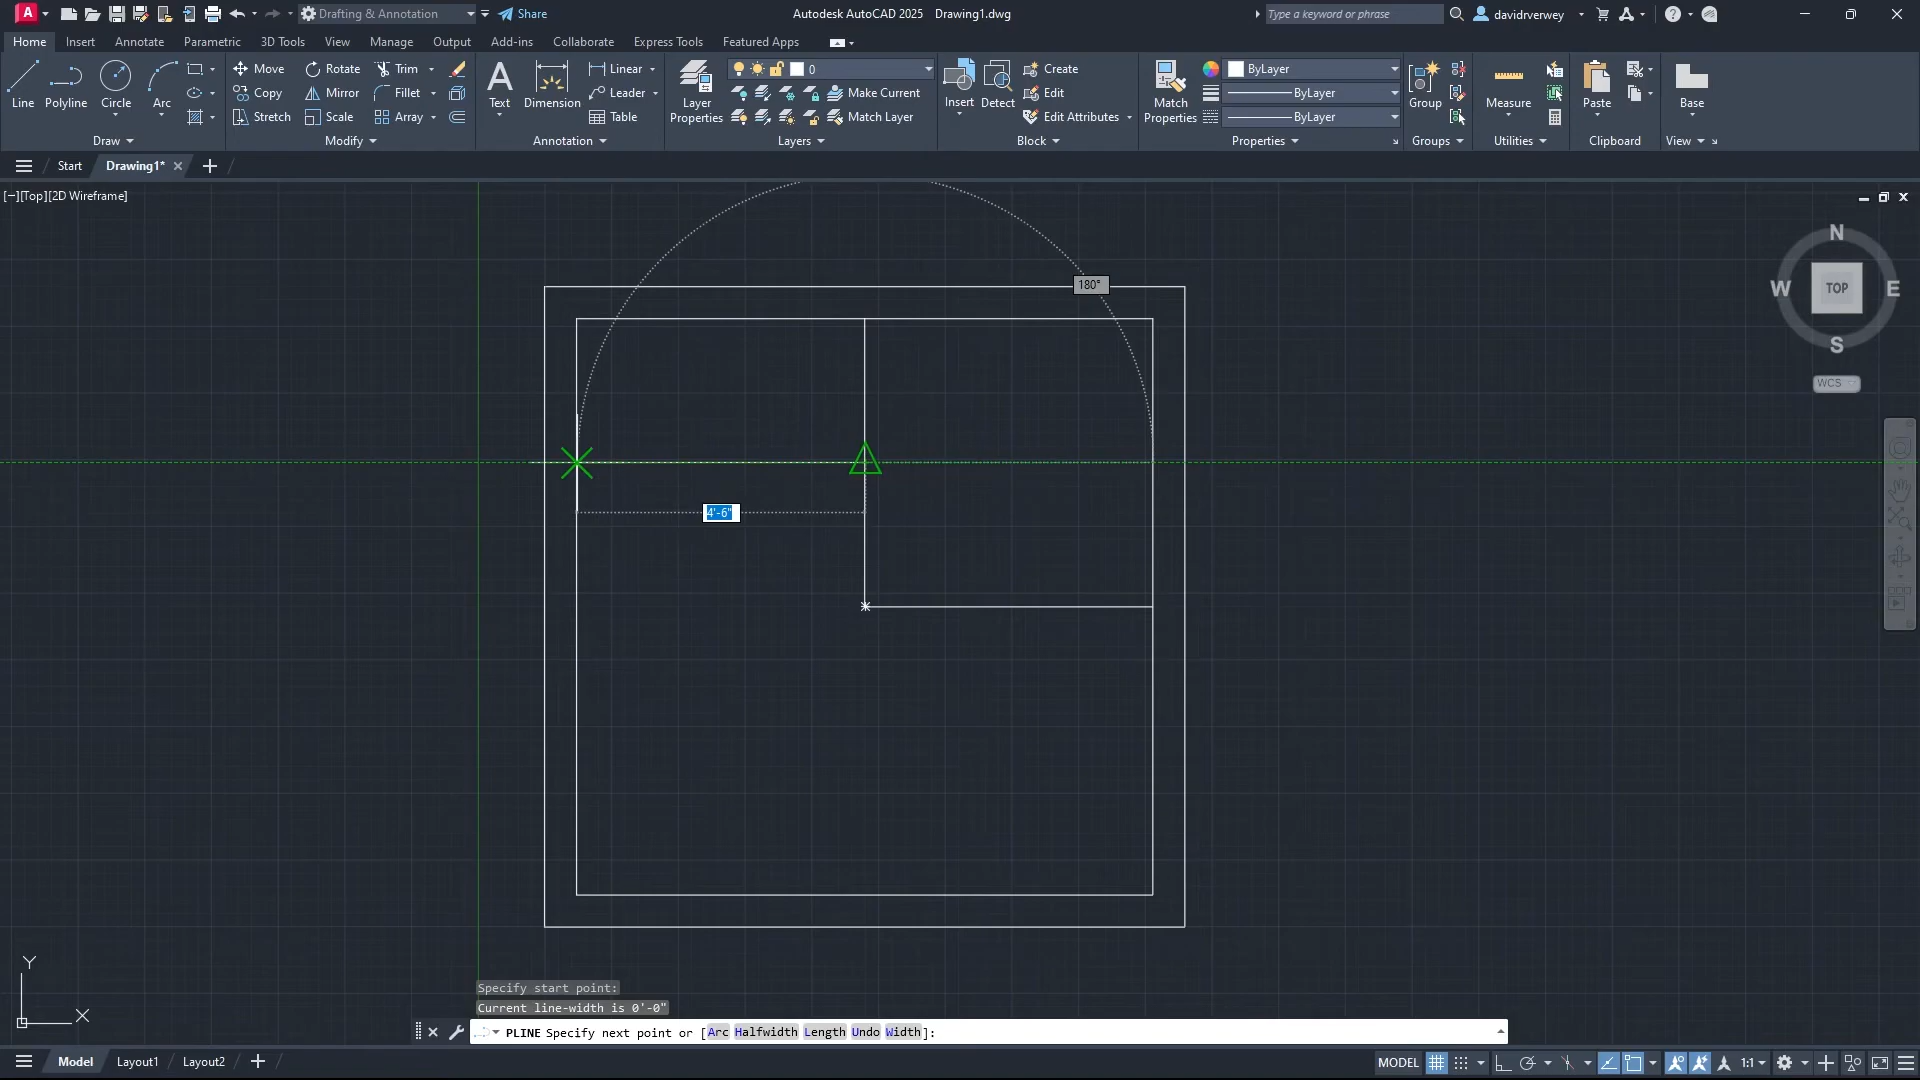 A Drafting & Annotation Share Autodesk AutoCAD 2025 Drawing1.dwg Type a keyword or phrase davidrverwey
Home Insert Annotate Parametric 3D Tools View Manage Output Add-ins Collaborate Express Tools Featured Apps
Line Polyline Circle Arc
Move Rotate Trim
Copy Mirror Fillet
Stretch Scale Array
Text Dimension
Linear
Leader
Table
Layer Properties
0
Make Current
Match Layer
Insert Detect
Create
Edit
Edit Attributes
Match Properties
ByLayer
ByLayer
ByLayer
Group
Measure
Paste
Base
Draw Modify Annotation Layers Block Properties Groups Utilities Clipboard View
Start Drawing1*
[−][Top][2D Wireframe]
N
W TOP E
S
WCS
180°
4'-6"
Y
X
Specify start point:
Current line-width is 0'-0"
PLINE Specify next point or [Arc Halfwidth Length Undo Width]:
Model Layout1 Layout2 MODEL 1:1